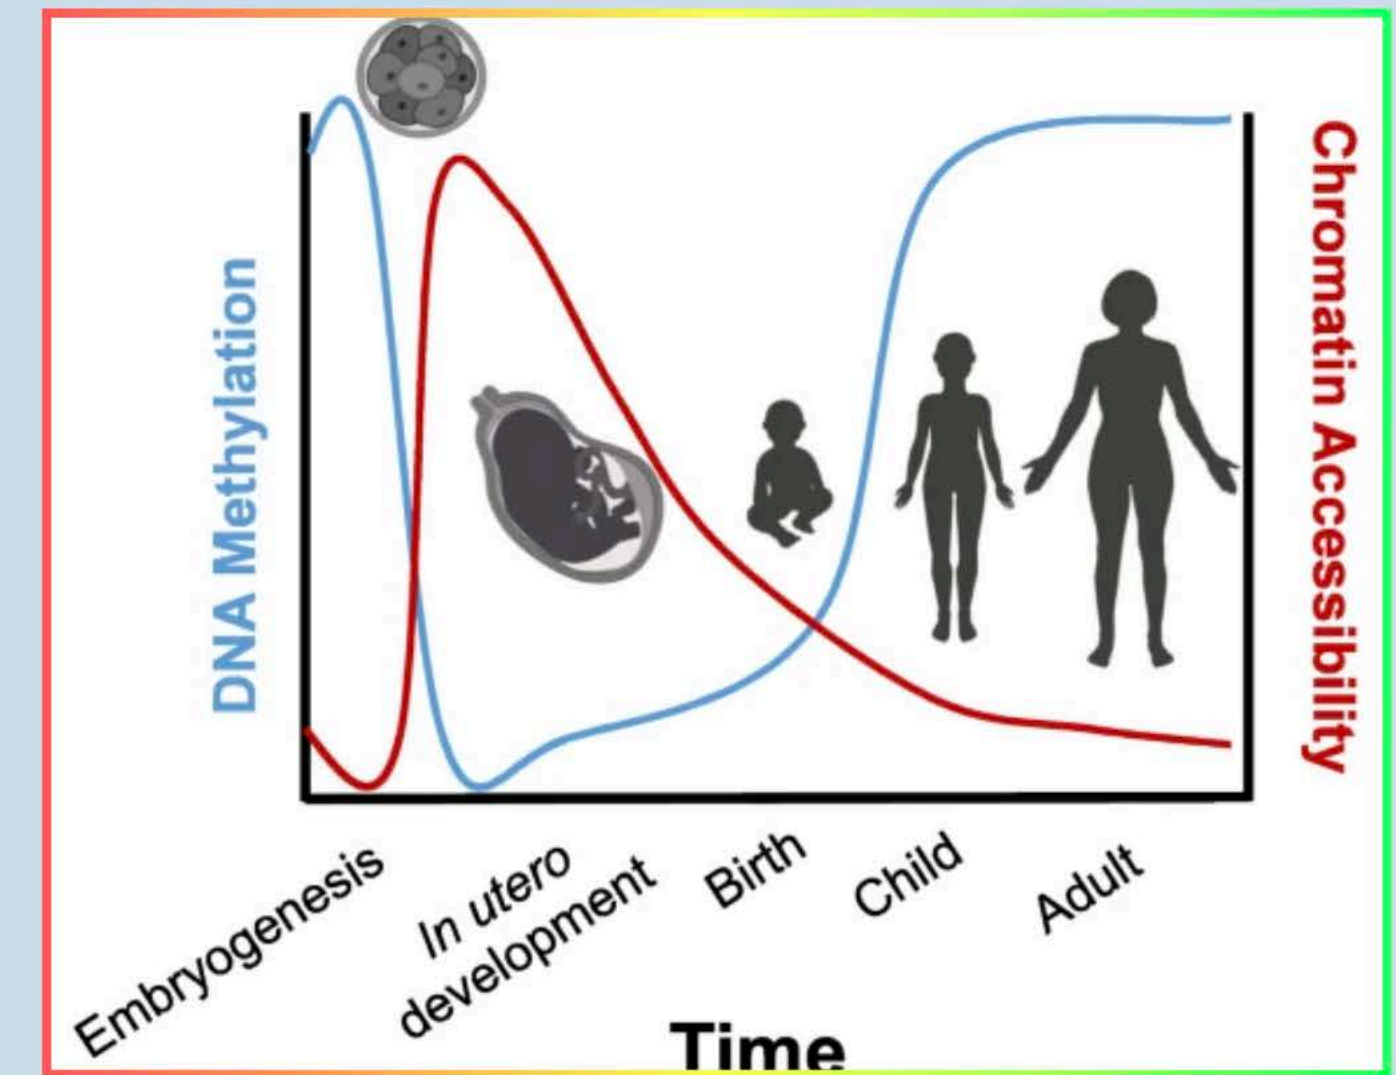 DNA Methylation
Chromatin Accessibility
Embryogenesis
In utero
development
Birth
Child
Adult
Time